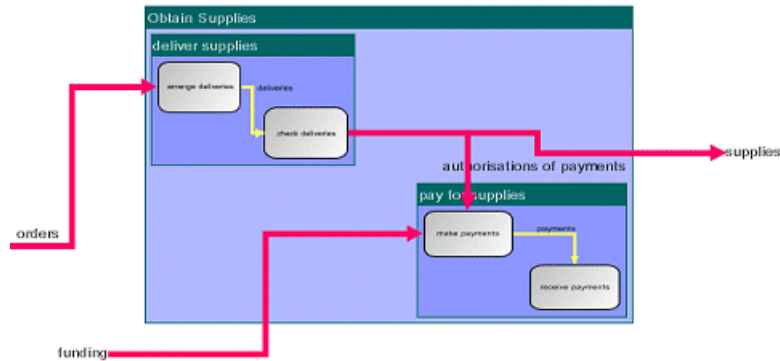 Obtain Supplies
deliver supplies
arrange deliveries
deliveries
check deliveries
supplies
authorisations of payments
pay for supplies
orders
make payments
payments
receive payments
funding